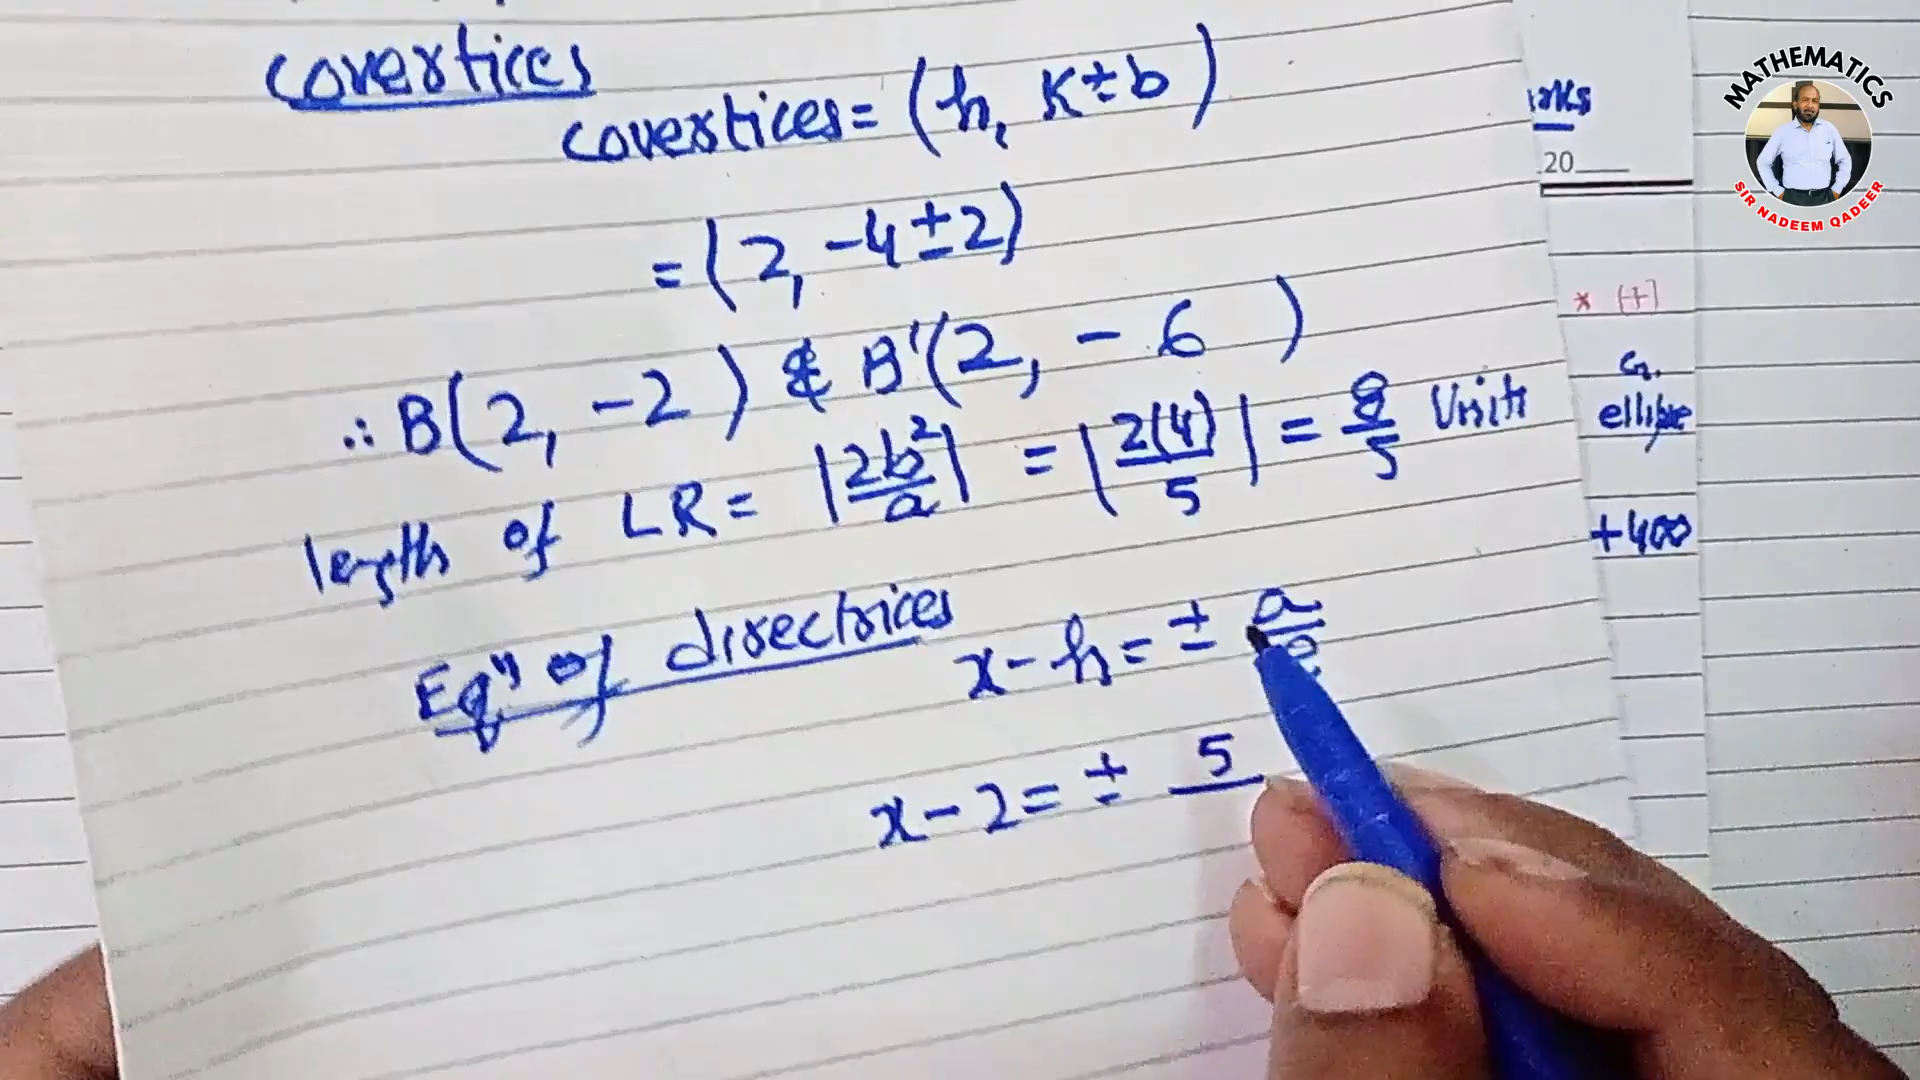 covertices
covertices = (h, K±b)
= (2, -4±2)
∴ B(2, -2) & B'(2, -6)
length of LR = |2b²/a| = |2(4)/5| = 8/5 Units
Eqⁿ of directrices x - h = ± a/e
x - 2 = ± 5
20
* (+)
ellipse
+400
MATHEMATICS
SIR NADEEM QADEER